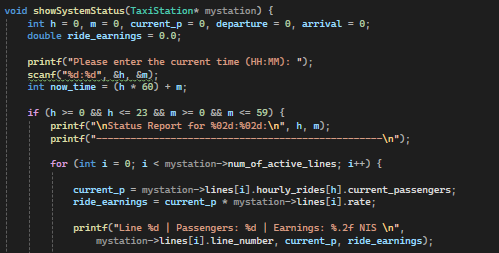 void showSystemStatus(TaxiStation* mystation) {
    int h = 0, m = 0, current_p = 0, departure = 0, arrival = 0;
    double ride_earnings = 0.0;

    printf("Please enter the current time (HH:MM): ");
    scanf("%d:%d", &h, &m);
    int now_time = (h * 60) + m;

    if (h >= 0 && h <= 23 && m >= 0 && m <= 59) {
        printf("\nStatus Report for %02d:%02d:\n", h, m);
        printf("--------------------------------------------------\n");

        for (int i = 0; i < mystation->num_of_active_lines; i++) {

            current_p = mystation->lines[i].hourly_rides[h].current_passengers;
            ride_earnings = current_p * mystation->lines[i].rate;

            printf("Line %d | Passengers: %d | Earnings: %.2f NIS \n",
                mystation->lines[i].line_number, current_p, ride_earnings);